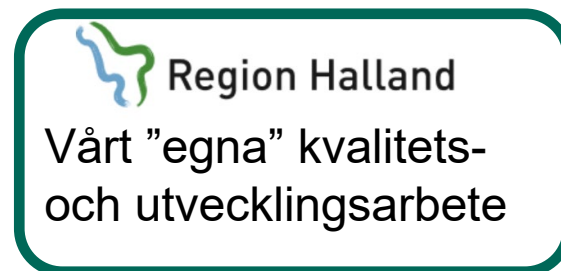 Region Halland
Vårt ”egna” kvalitets-
och utvecklingsarbete